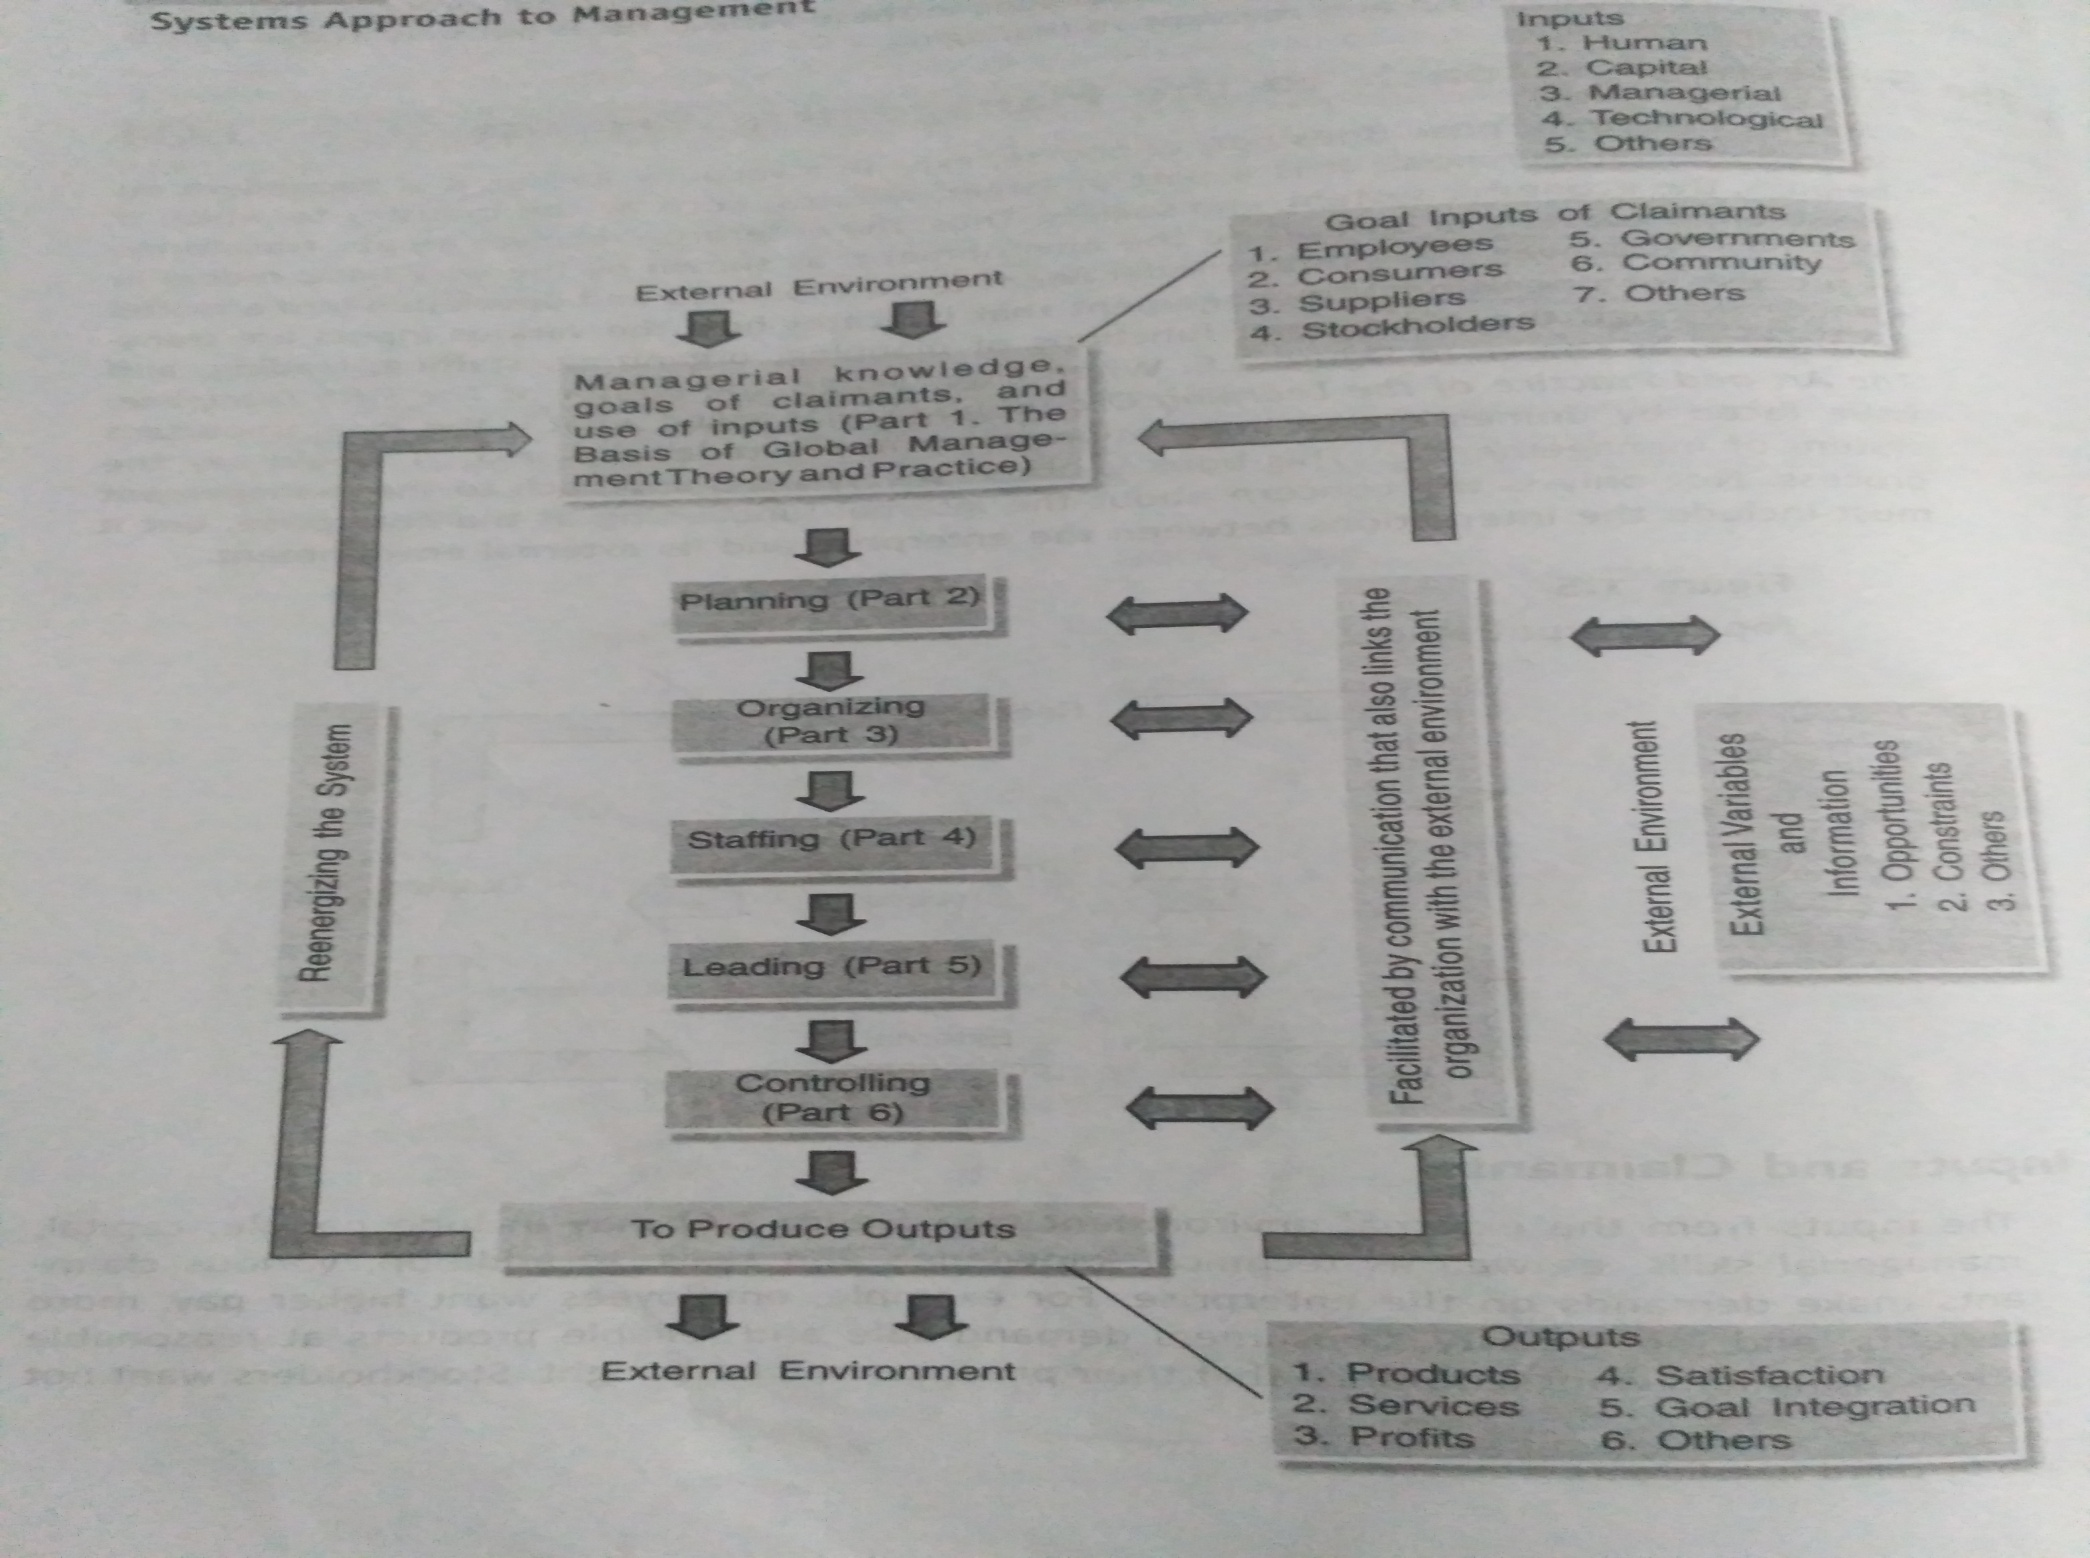 Systems Approach to Management
Inputs
1. Human
2. Capital
3. Managerial
4. Technological
5. Others
Goal Inputs of Claimants
1. Employees
2. Consumers
3. Suppliers
4. Stockholders
5. Governments
6. Community
7. Others
External Environment
Managerial knowledge,
goals of claimants, and
use of inputs (Part 1. The
Basis of Global Manage-
ment Theory and Practice)
Planning (Part 2)
Organizing
(Part 3)
Staffing (Part 4)
Leading (Part 5)
Controlling
(Part 6)
To Produce Outputs
External Environment
Reenergizing the System
Facilitated by communication that also links the
organization with the external environment
External Environment
External Variables
and
Information
1. Opportunities
2. Constraints
3. Others
Outputs
1. Products
2. Services
3. Profits
4. Satisfaction
5. Goal Integration
6. Others